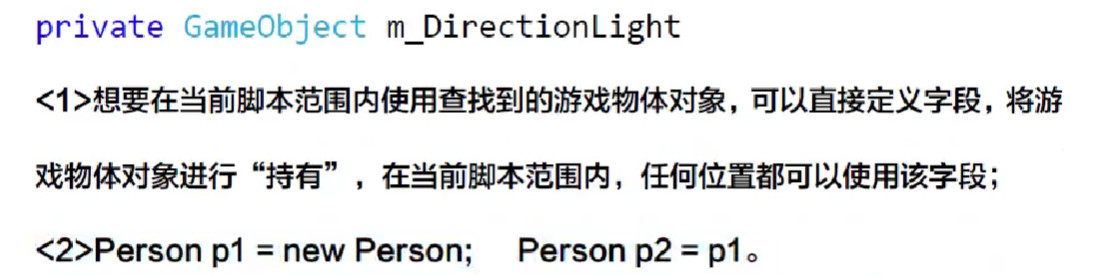 private GameObject m_DirectionLight
<1>想要在当前脚本范围内使用查找到的游戏物体对象，可以直接定义字段，将游
戏物体对象进行“持有”，在当前脚本范围内，任何位置都可以使用该字段；
<2>Person p1 = new Person; Person p2 = p1。